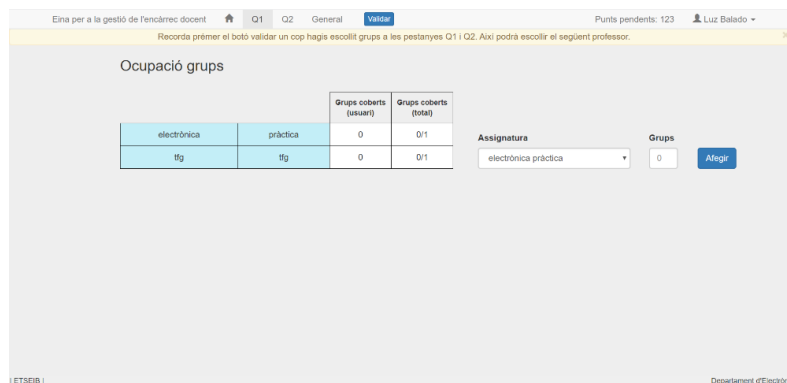 Eina per a la gestió de l'encàrrec docent Q1 Q2 General Validar Punts pendents: 123 Luz Balado
Recorda prémer el botó validar un cop hagis escollit grups a les pestanyes Q1 i Q2. Així podrà escollir el següent professor. ×
Ocupació grups
Grups coberts (usuari) Grups coberts (total)
electrònica pràctica 0 0/1
tfg tfg 0 0/1
Assignatura Grups
electrònica pràctica 0 Afegir
| ETSEIB | Departament d'Electròn